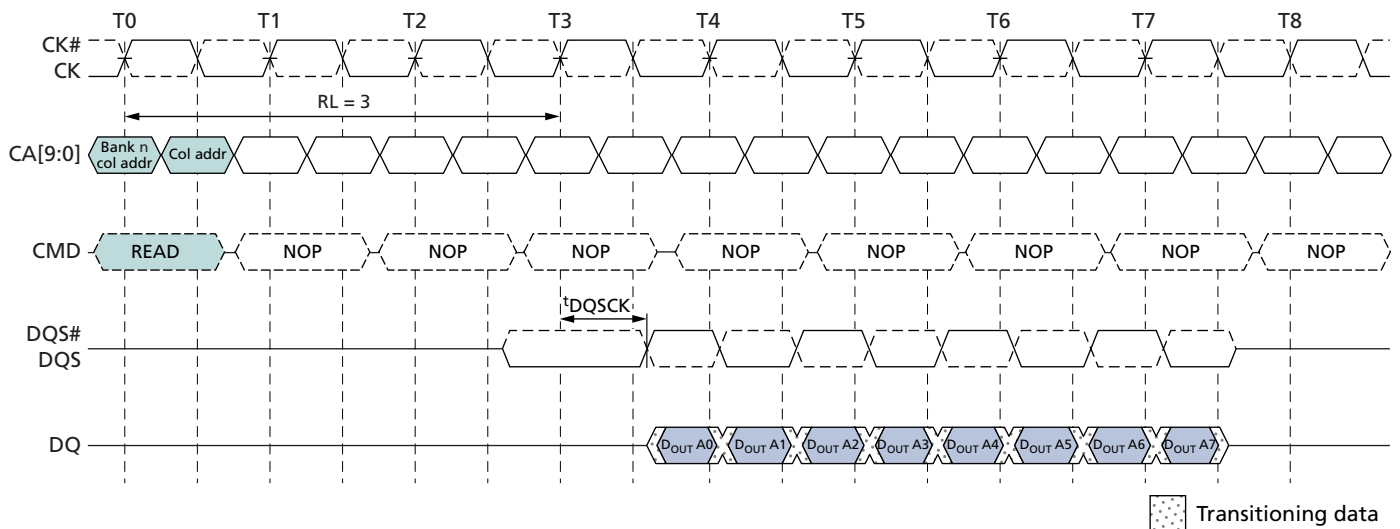 T0 T1 T2 T3 T4 T5 T6 T7 T8
CK#
CK
RL = 3
CA[9:0] Bank n col addr Col addr
CMD READ NOP NOP NOP NOP NOP NOP NOP NOP
tDQSCK
DQS#
DQS
DQ DOUT A0 DOUT A1 DOUT A2 DOUT A3 DOUT A4 DOUT A5 DOUT A6 DOUT A7
Transitioning data